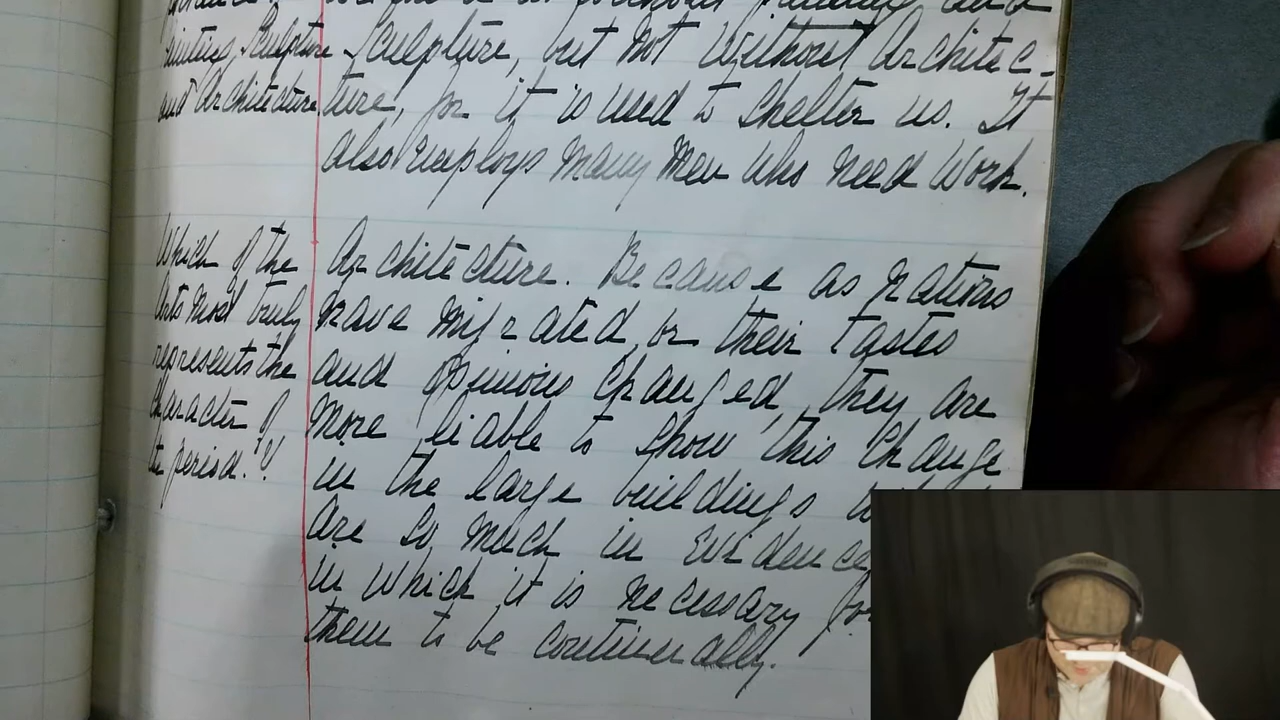 painting, Sculpture
and Architecture.
Sculpture, but not without Architec-
ture, for it is used to shelter us. It
also employs many men who need work.
Which of the
Arts most truly
represents the
character of
the period.?
Architecture. Because as nations
have migrated, or their tastes
and opinions changed, they are
more liable to show this change
in the large buildings
are so much in evidence
in which it is necessary for
them to be continually.